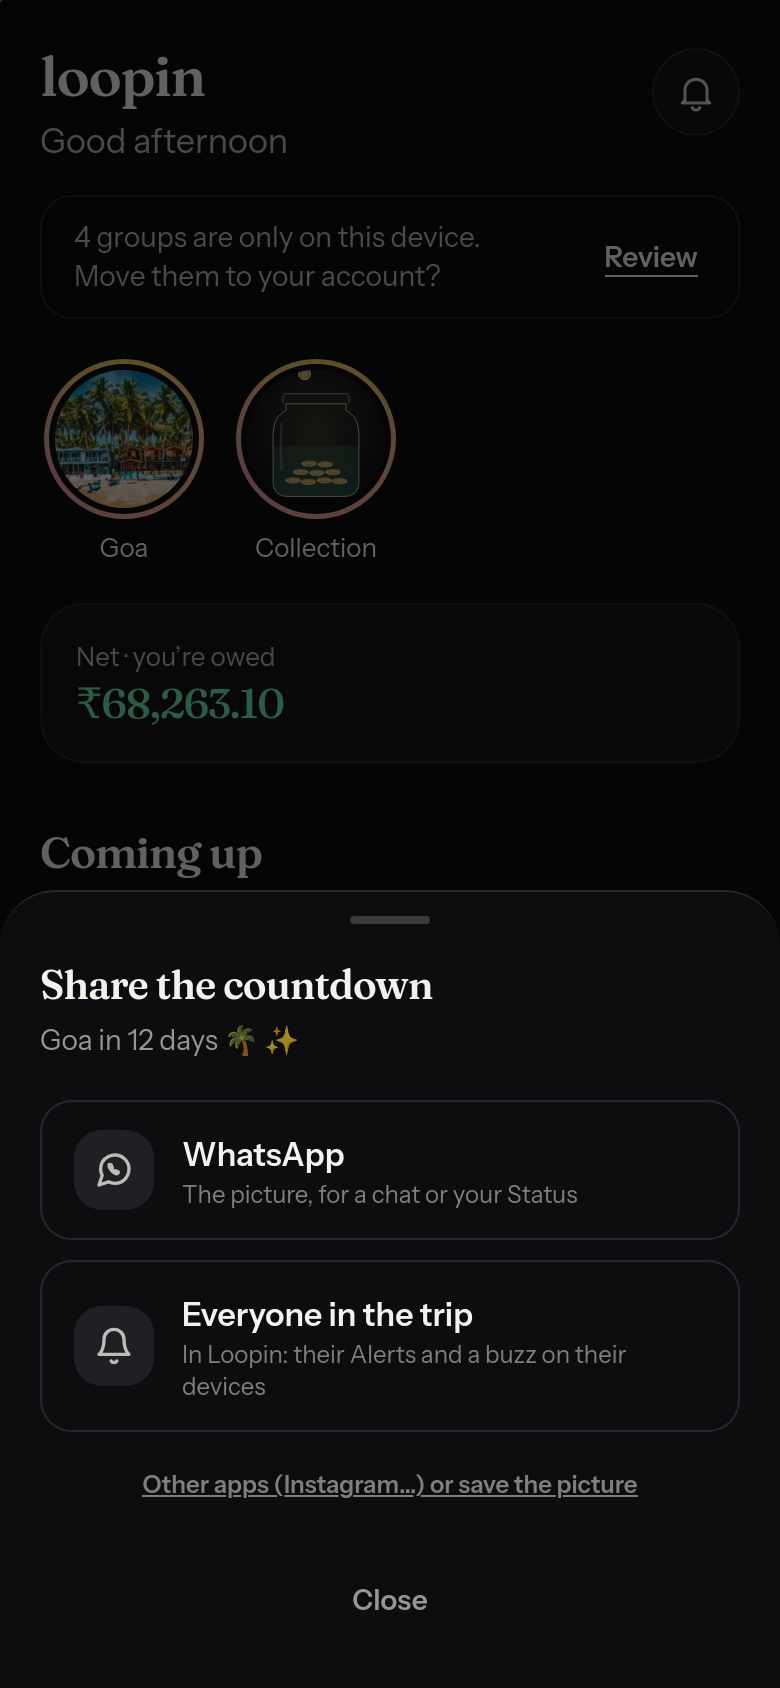 loopin
Good afternoon
4 groups are only on this device.
Move them to your account?
Review
Goa
Collection
Net · you’re owed
₹68,263.10
Coming up
Share the countdown
Goa in 12 days 🌴 ✨
WhatsApp
The picture, for a chat or your Status
Everyone in the trip
In Loopin: their Alerts and a buzz on their
devices
Other apps (Instagram…) or save the picture
Close